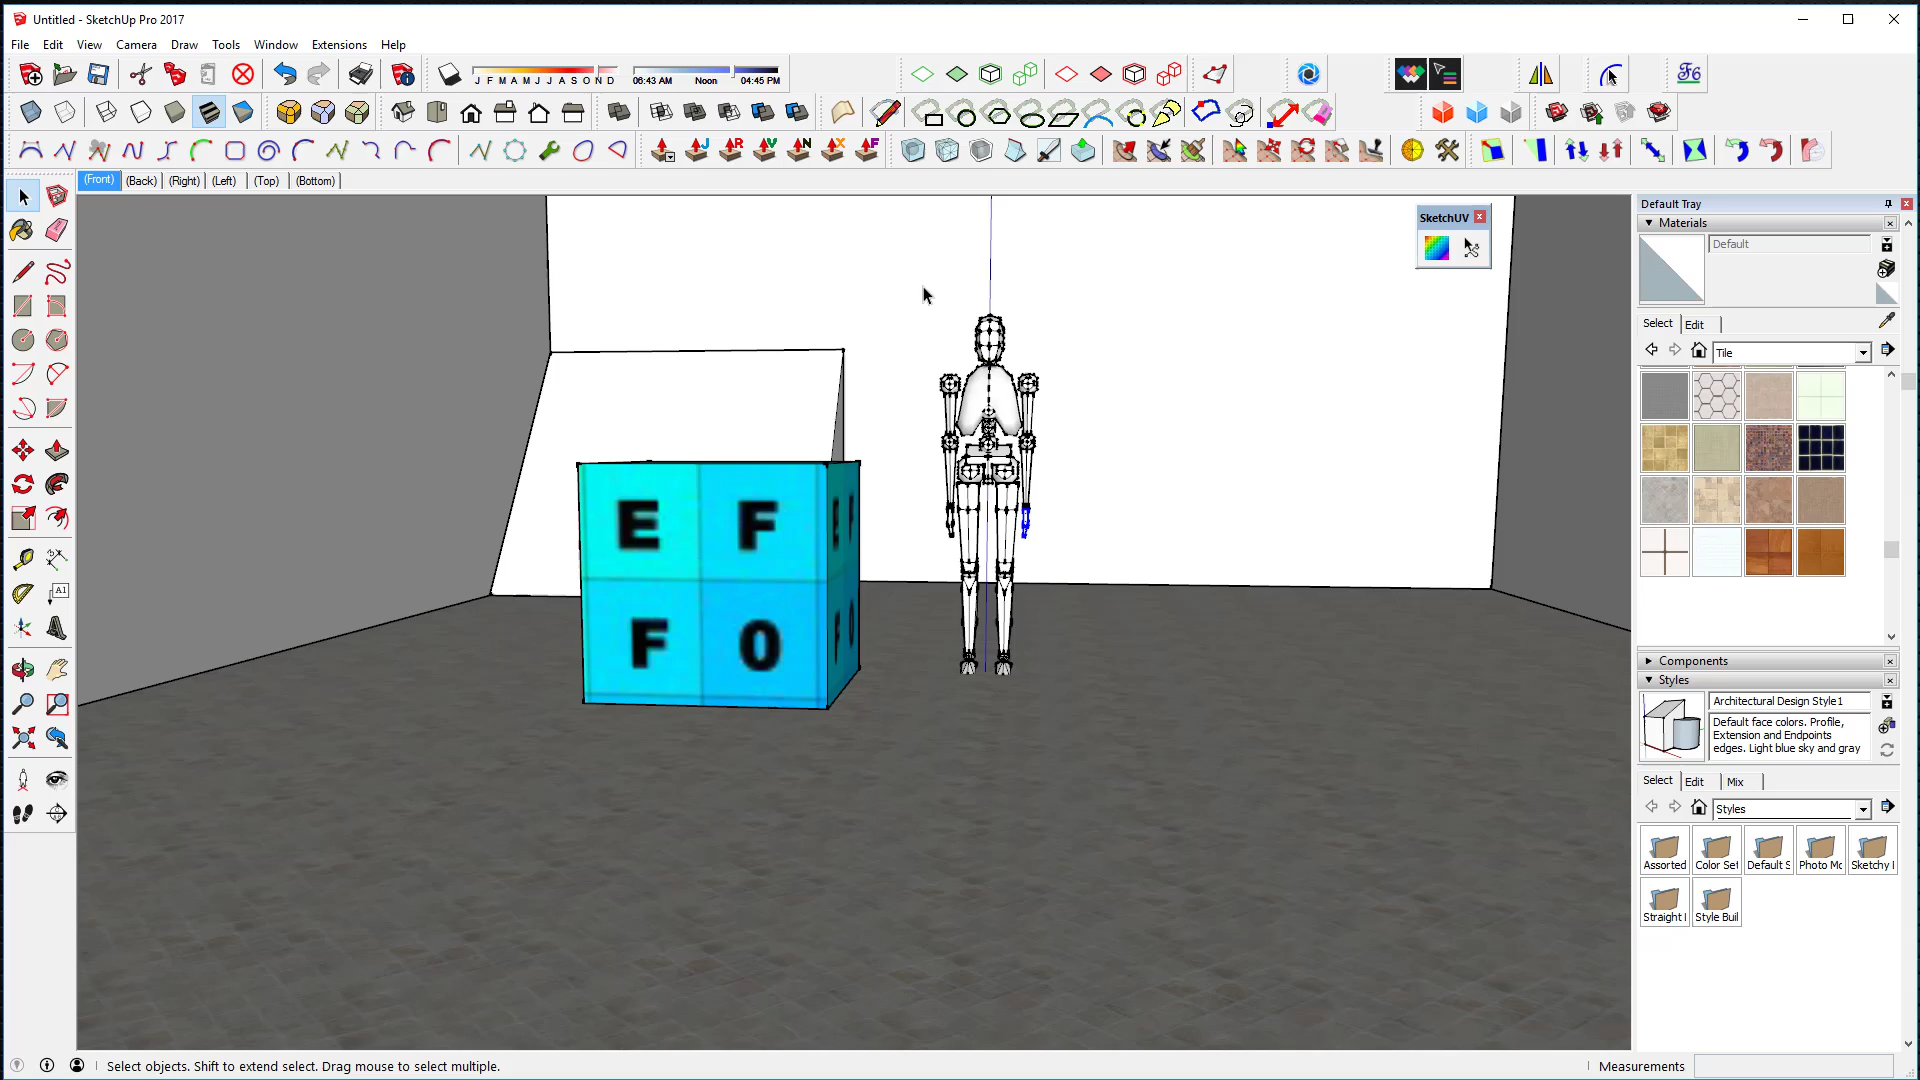 Untitled - SketchUp Pro 2017
File Edit View Camera Draw Tools Window Extensions Help
J F M A M J J A S O N D 06:43 AM Noon 04:45 PM
F6
J R V N X F
(Front) (Back) (Right) (Left) (Top) (Bottom)
SketchUV
E F E F
F 0 F 0
A1
Default Tray
Materials
Default
Select Edit
Tile
Components
Styles
Architectural Design Style1
Default face colors. Profile,
Extension and Endpoints
edges. Light blue sky and gray
Select Edit Mix
Styles
Assorted Color Set Default S Photo Mo Sketchy I
Straight I Style Buil
Select objects. Shift to extend select. Drag mouse to select multiple.
Measurements